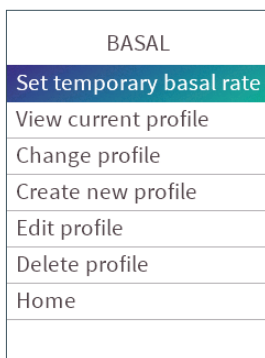 BASAL
Set temporary basal rate
View current profile
Change profile
Create new profile
Edit profile
Delete profile
Home